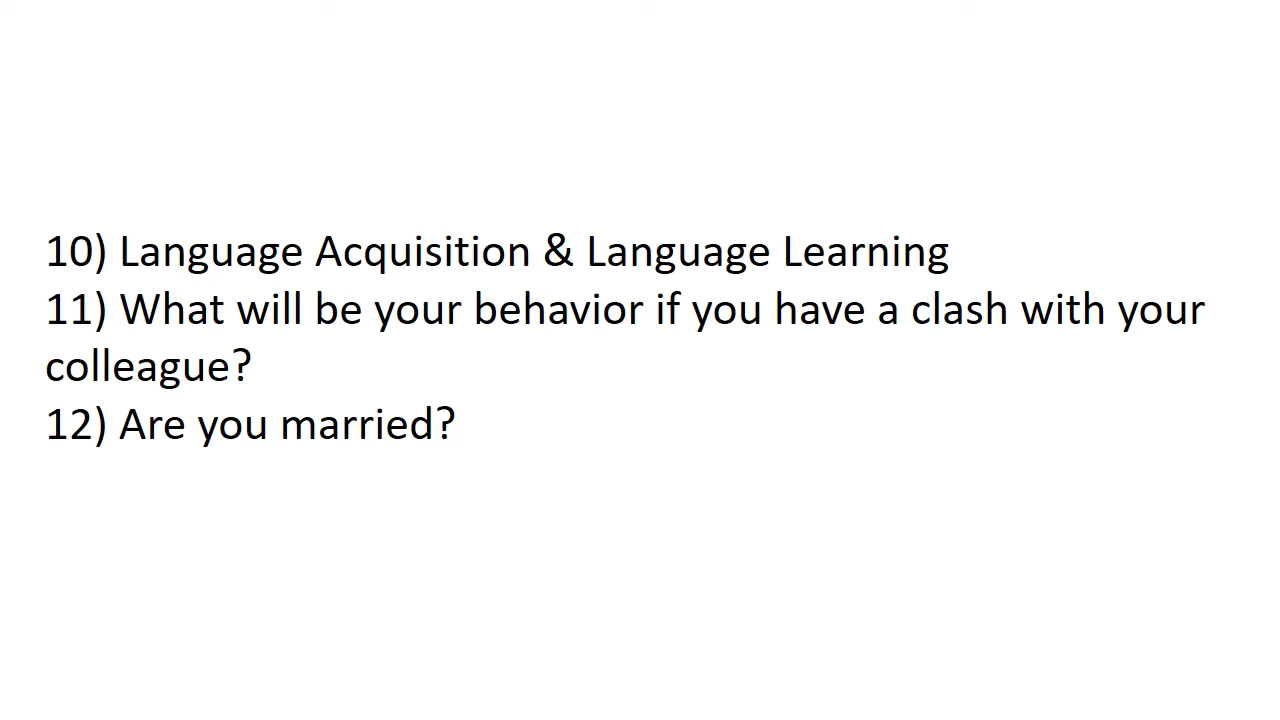 10) Language Acquisition & Language Learning
11) What will be your behavior if you have a clash with your
colleague?
12) Are you married?